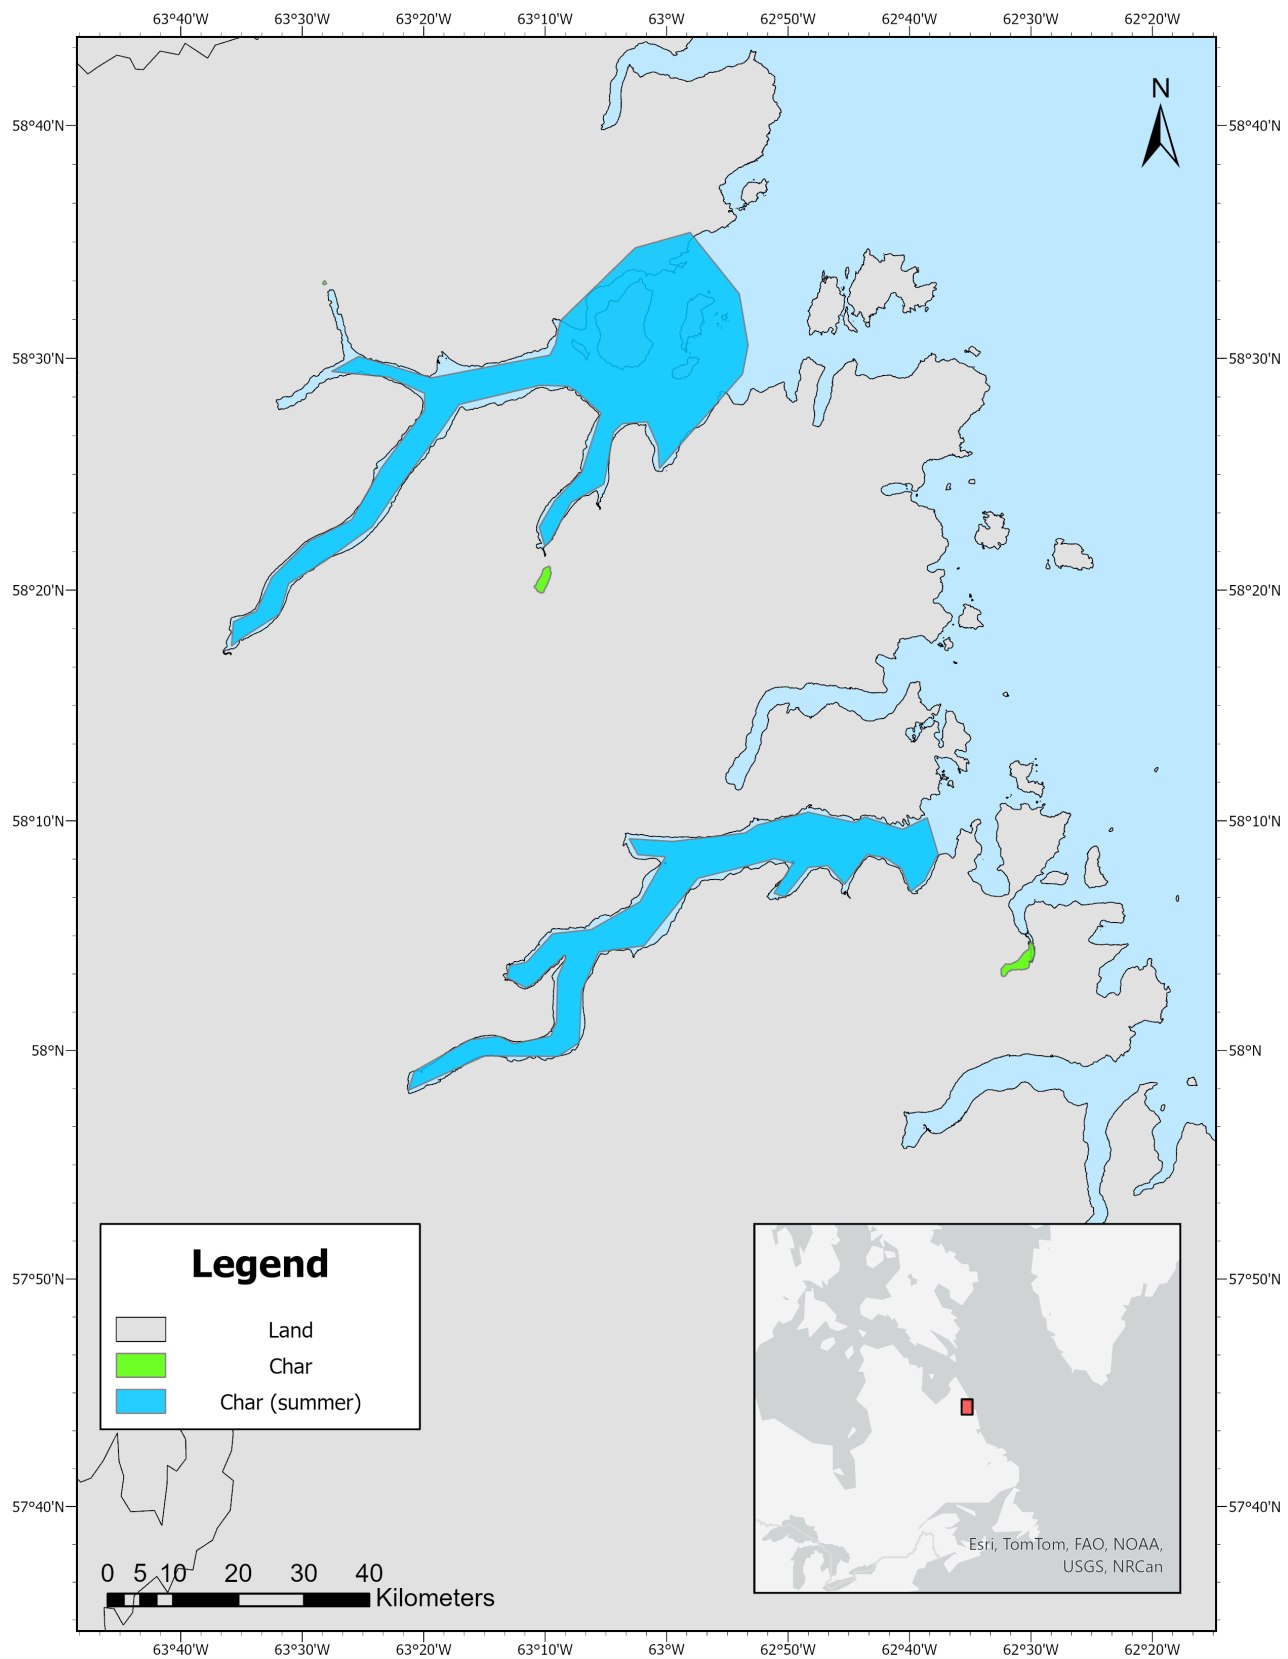 63°40'W 63°30'W 63°20'W 63°10'W 63°W 62°50'W 62°40'W 62°30'W 62°20'W
N
58°40'N 58°40'N
58°30'N 58°30'N
58°20'N 58°20'N
58°10'N 58°10'N
58°N 58°N
57°50'N 57°50'N
57°40'N 57°40'N
Legend
Land
Char
Char (summer)
Esri, TomTom, FAO, NOAA,
USGS, NRCan
0 5 10 20 30 40
Kilometers
63°40'W 63°30'W 63°20'W 63°10'W 63°W 62°50'W 62°40'W 62°30'W 62°20'W